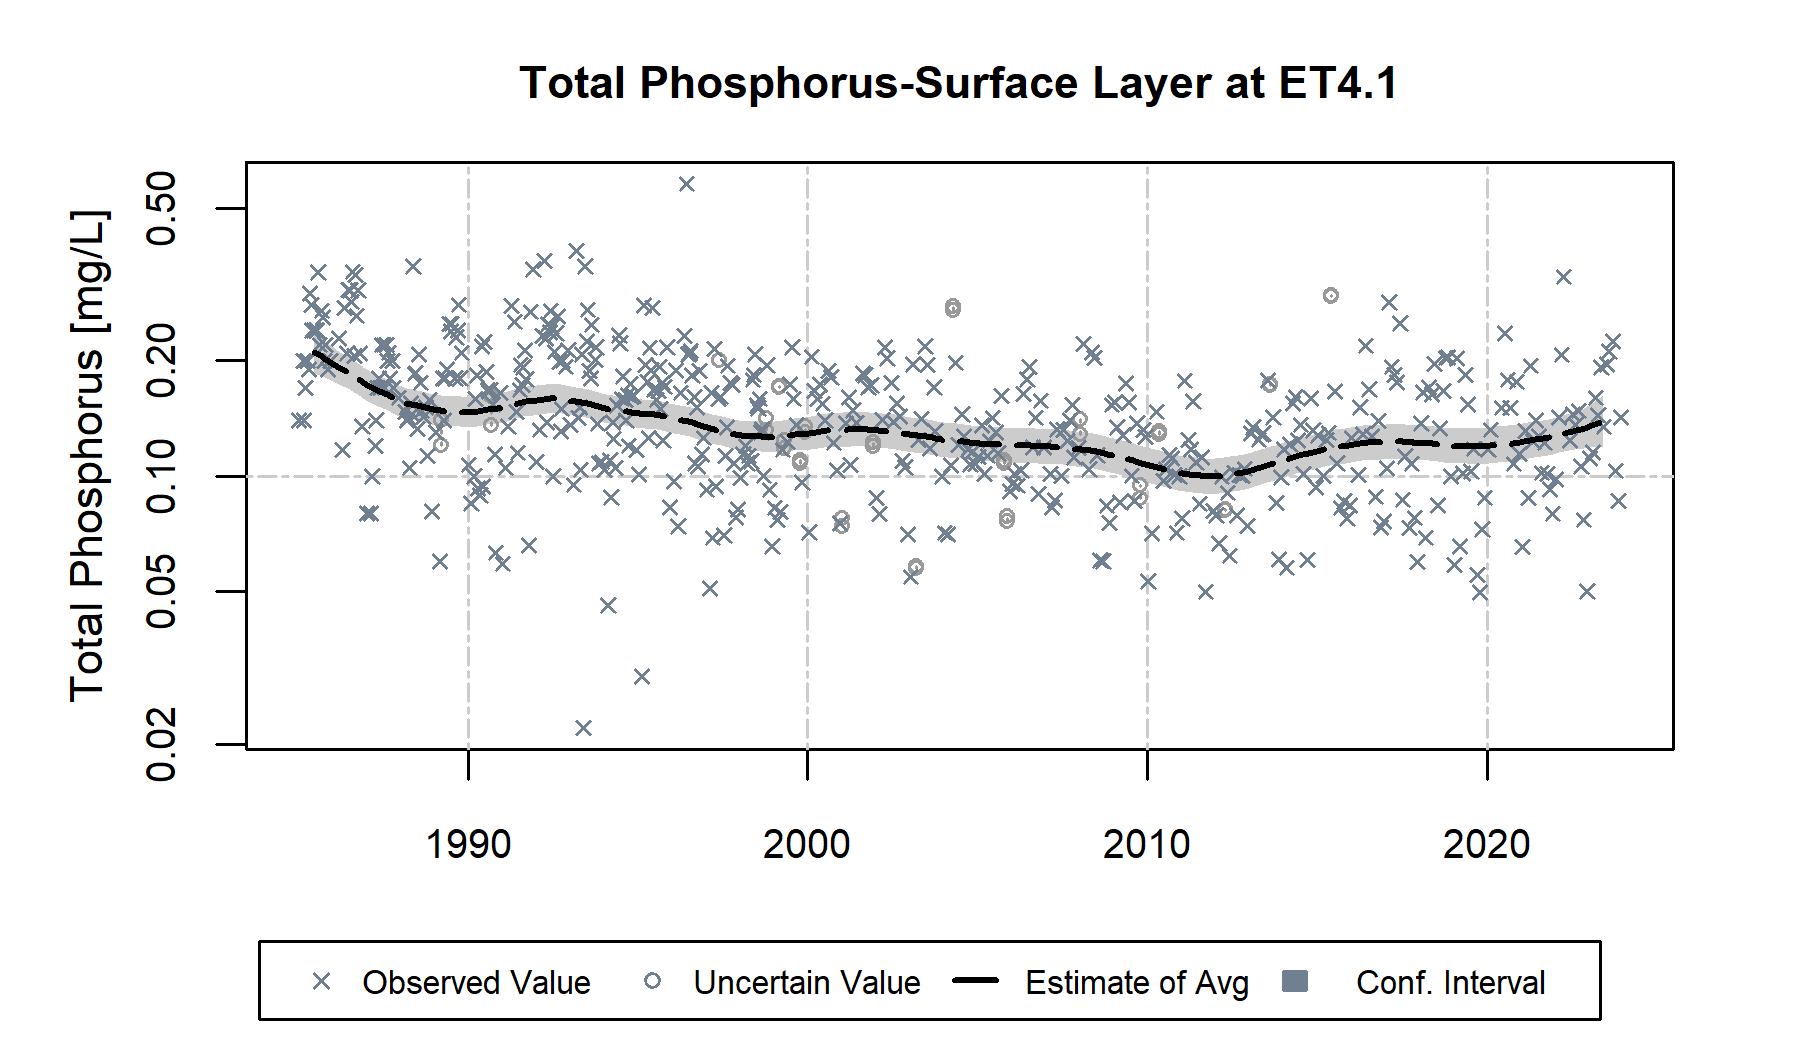 Total Phosphorus-Surface Layer at ET4.1
Total Phosphorus [mg/L]
0.50
0.20
0.10
0.05
0.02
1990 2000 2010 2020
Observed Value Uncertain Value Estimate of Avg Conf. Interval